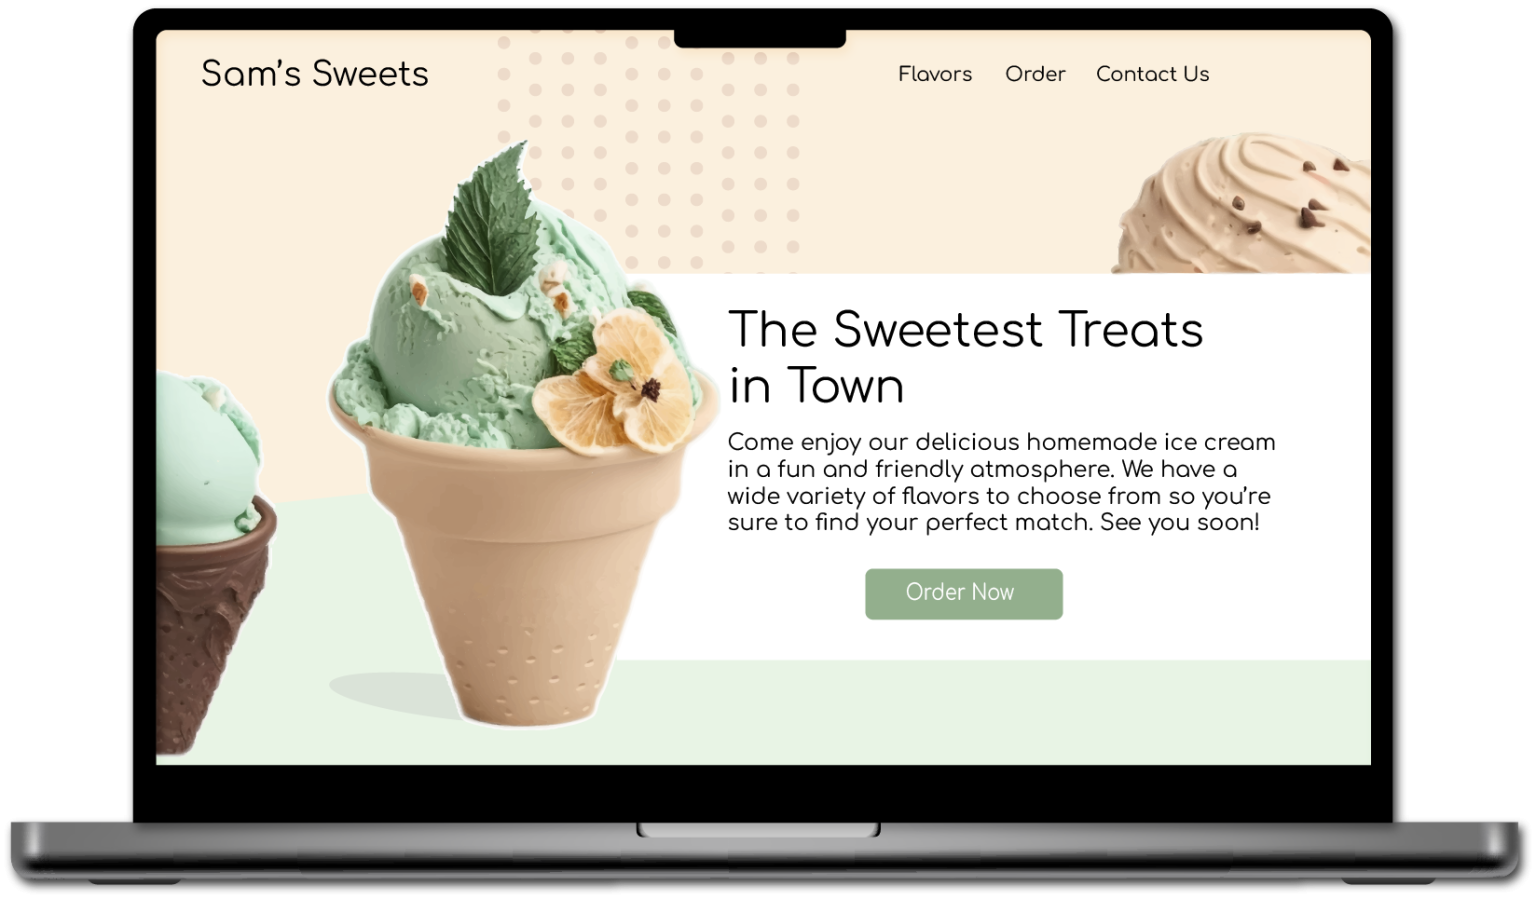 Sam’s Sweets
Flavors Order Contact Us
The Sweetest Treats
in Town
Come enjoy our delicious homemade ice cream
in a fun and friendly atmosphere. We have a
wide variety of flavors to choose from so you’re
sure to find your perfect match. See you soon!
Order Now